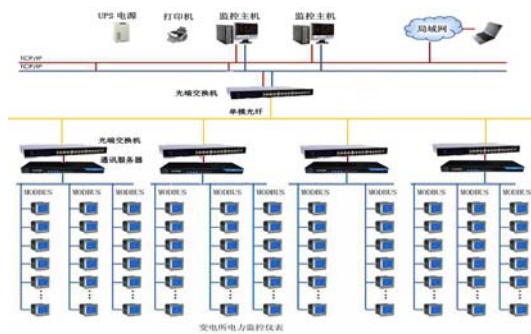 UPS 电源
打印机
监控主机
监控主机
局域网
TCP/IP
TCP/IP
光端交换机
单模光纤
光端交换机
通讯服务器
MODBUS MODBUS MODBUS MODBUS MODBUS MODBUS MODBUS MODBUS MODBUS MODBUS MODBUS
变电所电力监控仪表